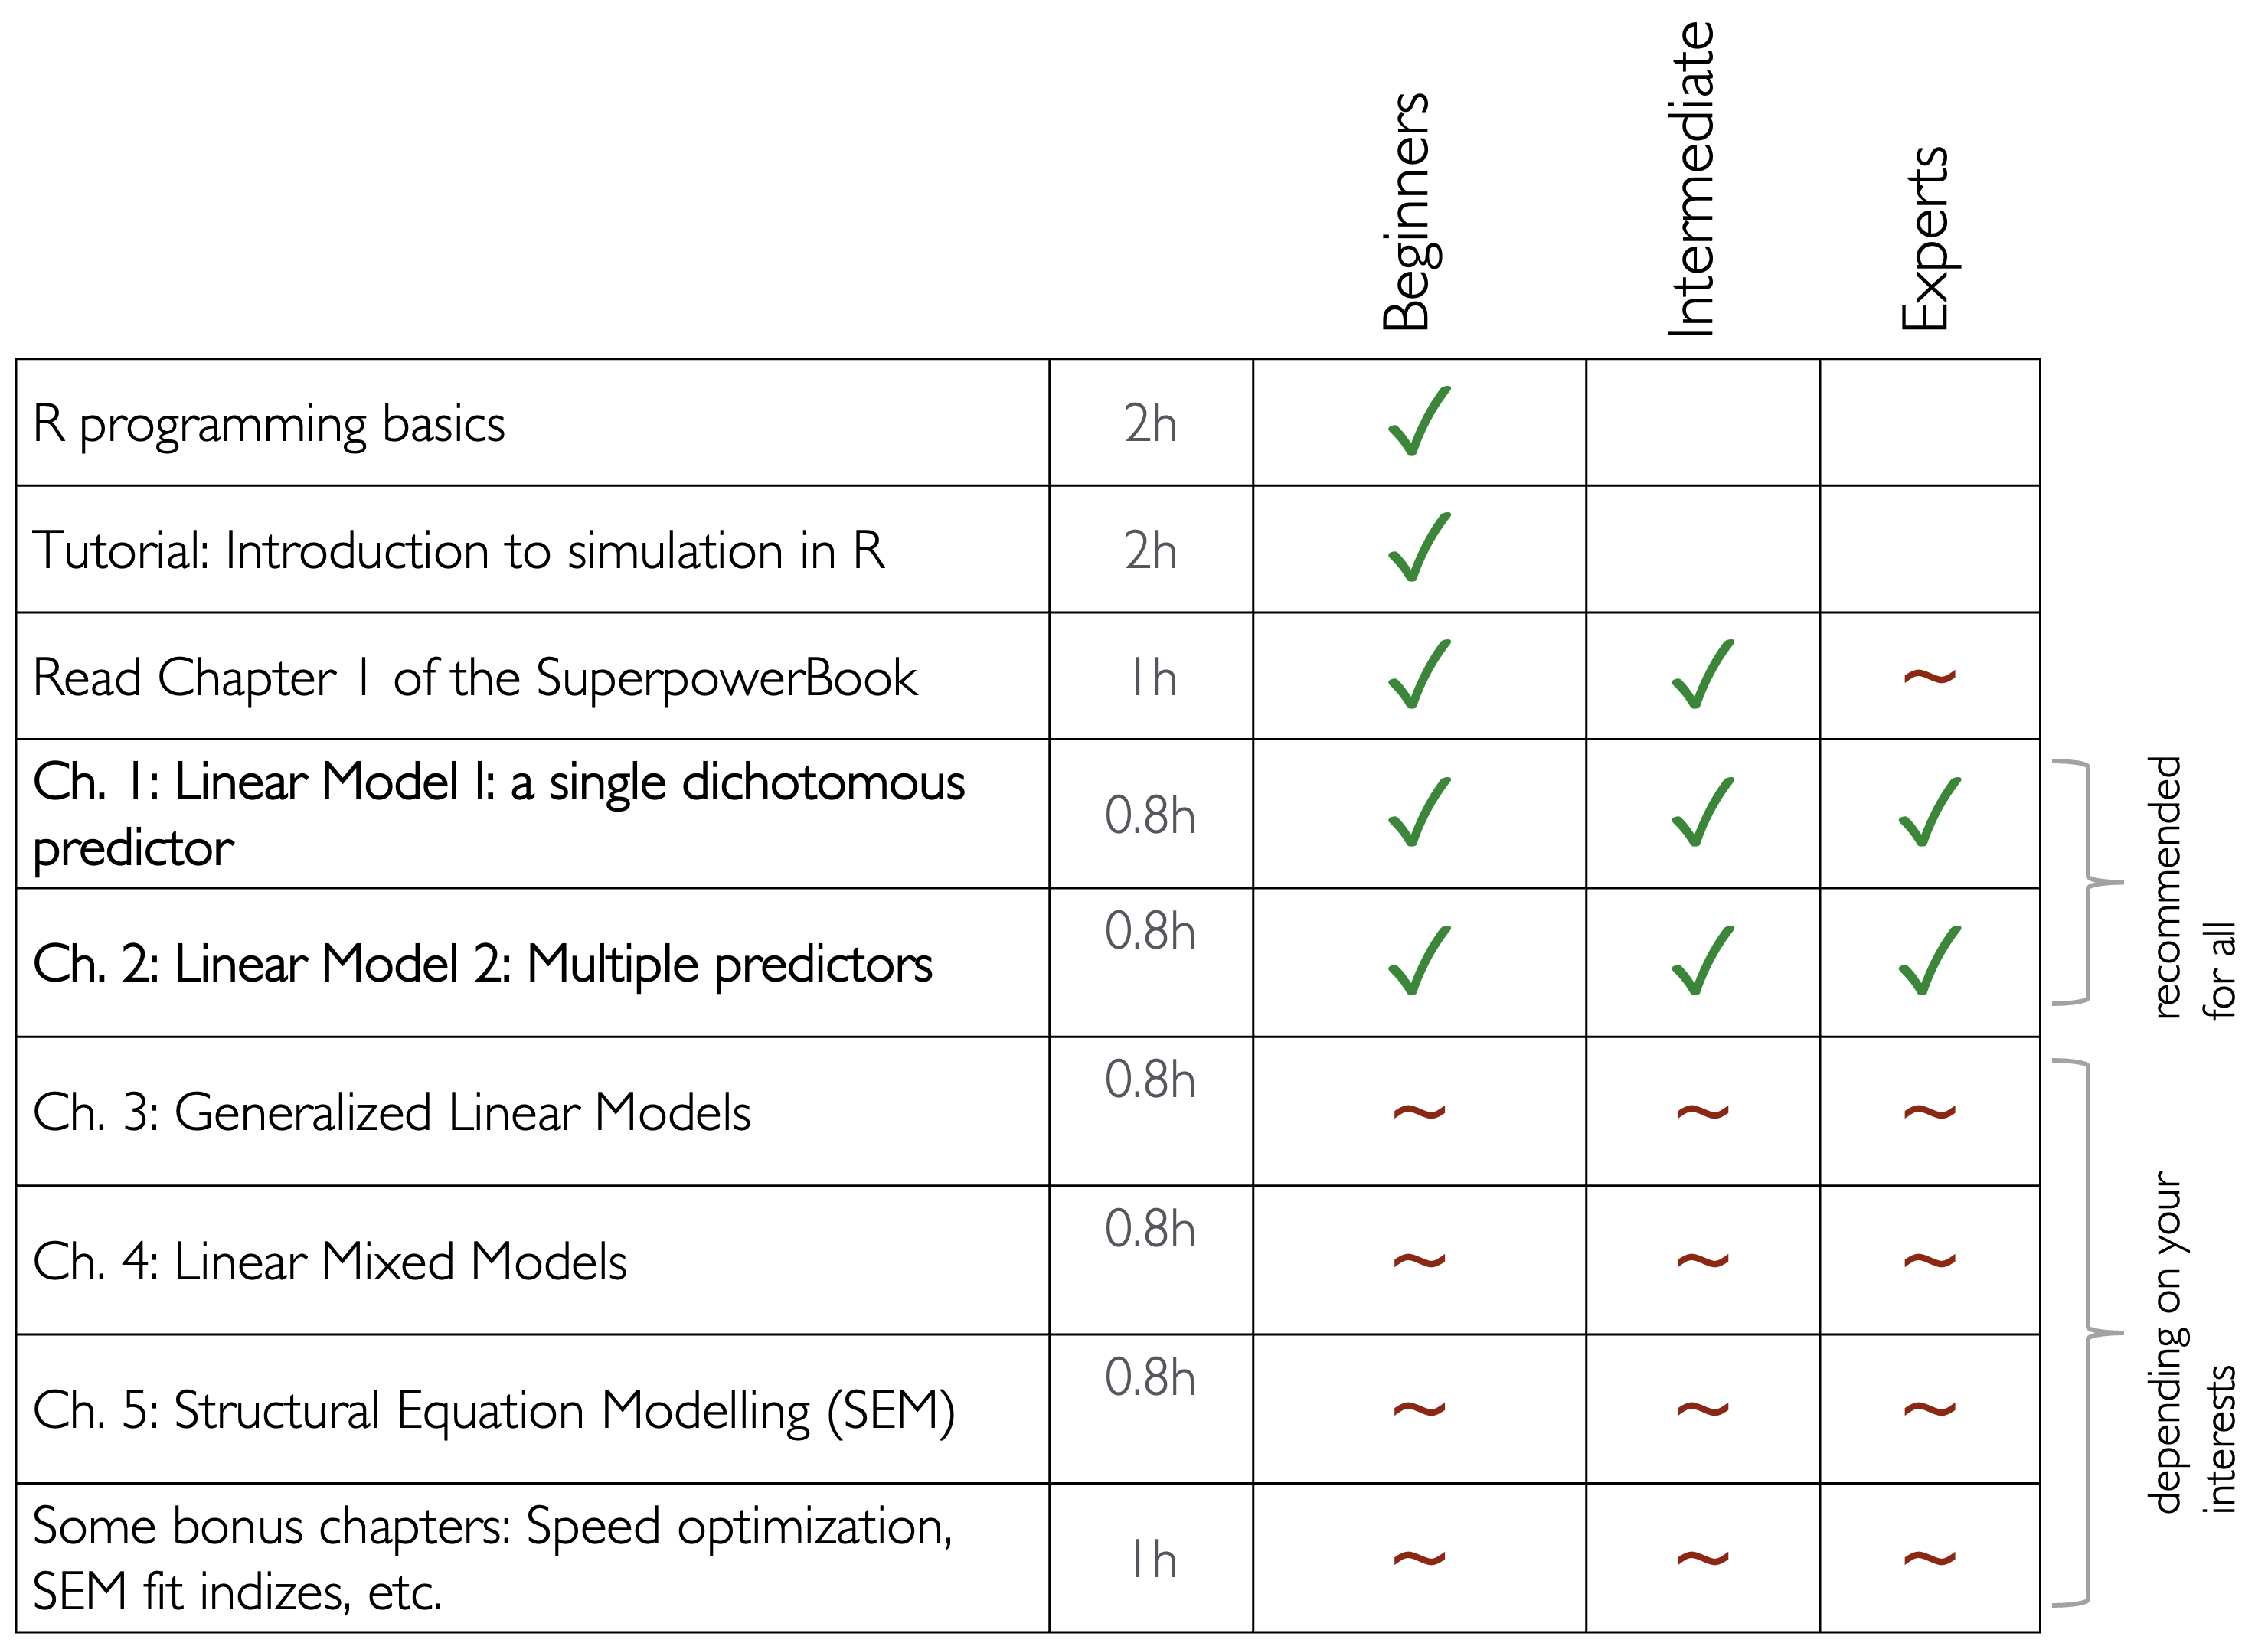 Beginners
Intermediate
Experts
R programming basics 2h ✓
Tutorial: Introduction to simulation in R 2h ✓
Read Chapter 1 of the SuperpowerBook 1h ✓ ✓ ~
Ch. 1: Linear Model I: a single dichotomous
predictor 0.8h ✓ ✓ ✓
Ch. 2: Linear Model 2: Multiple predictors 0.8h ✓ ✓ ✓
recommended
for all
Ch. 3: Generalized Linear Models 0.8h ~ ~ ~
Ch. 4: Linear Mixed Models 0.8h ~ ~ ~
Ch. 5: Structural Equation Modelling (SEM) 0.8h ~ ~ ~
Some bonus chapters: Speed optimization,
SEM fit indizes, etc. 1h ~ ~ ~
depending on your
interests